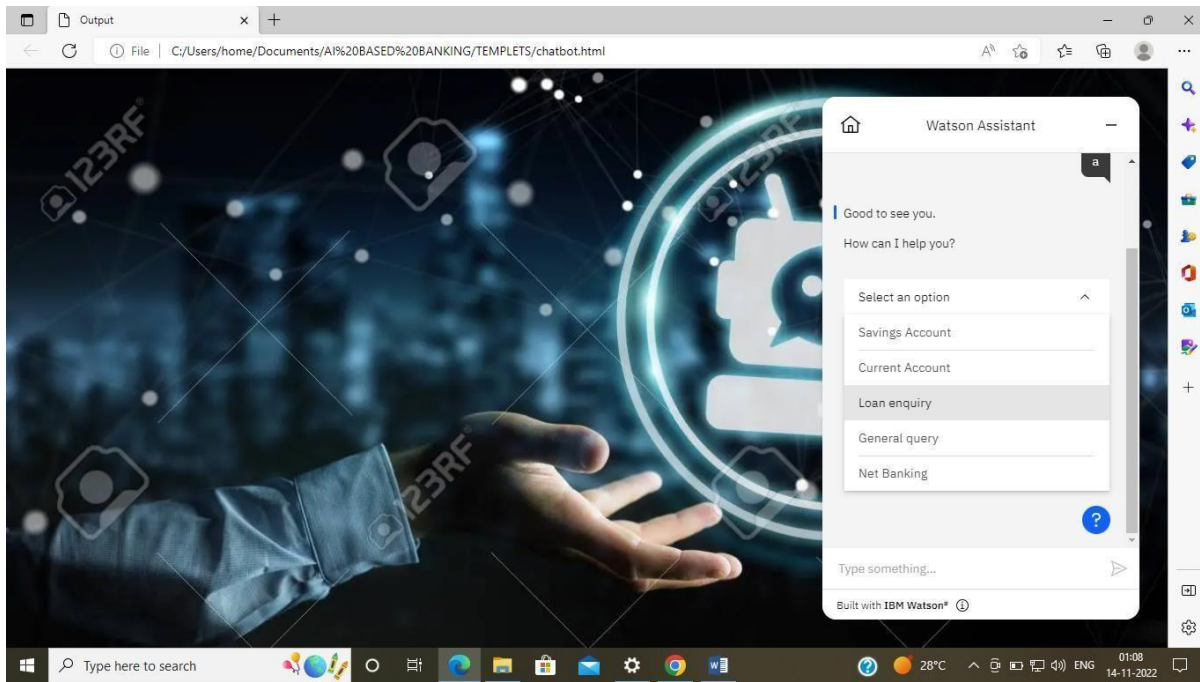 Output
File
C:/Users/home/Documents/AI%20BASED%20BANKING/TEMPLETS/chatbot.html
123RF®
123RF®
123RF
Watson Assistant
a
Good to see you.
How can I help you?
Select an option
Savings Account
Current Account
Loan enquiry
General query
Net Banking
?
Type something...
Built with IBM Watson®
Type here to search
28°C
ENG
01:08
14-11-2022